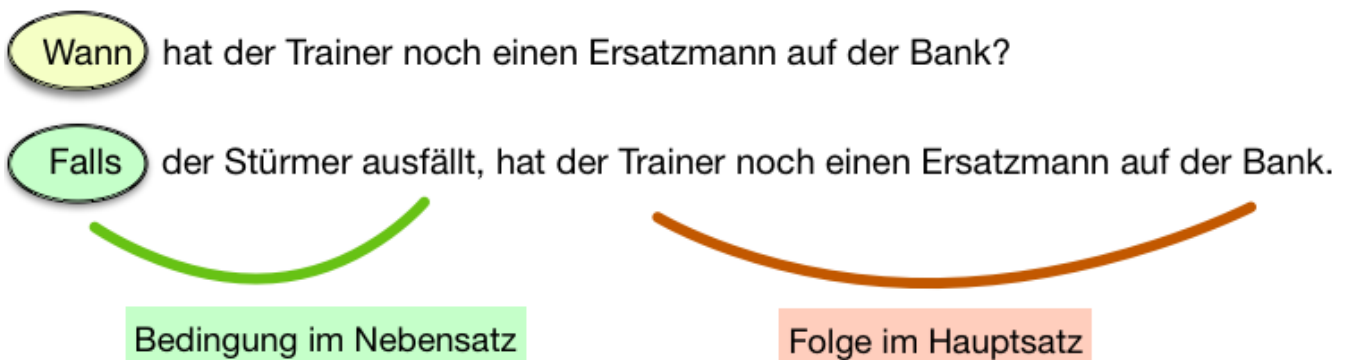 Wann hat der Trainer noch einen Ersatzmann auf der Bank?
Falls der Stürmer ausfällt, hat der Trainer noch einen Ersatzmann auf der Bank.
Bedingung im Nebensatz
Folge im Hauptsatz